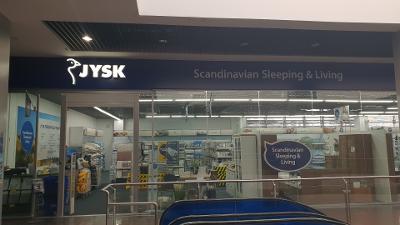 JYSK
Scandinavian Sleeping & Living
Scandinavian
Sleeping &
Living